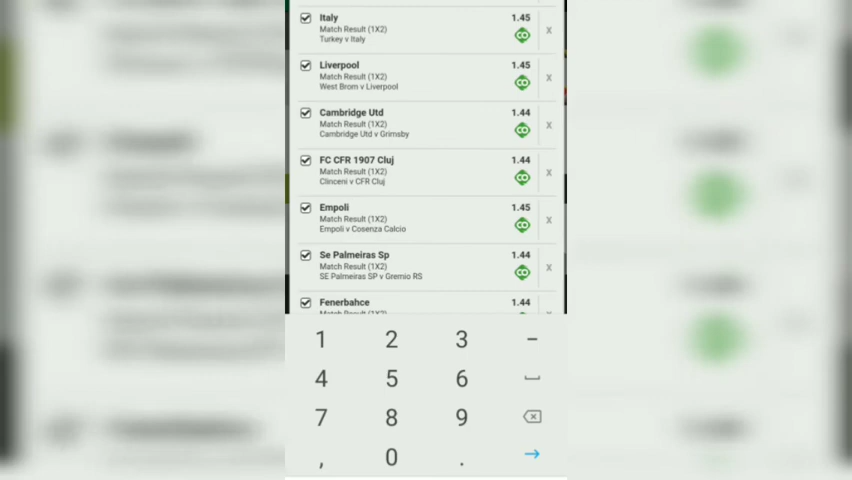 Italy 1.45
Match Result (1X2)
Turkey v Italy
X
Liverpool 1.45
Match Result (1X2)
West Brom v Liverpool
X
Cambridge Utd 1.44
Match Result (1X2)
Cambridge Utd v Grimsby
X
FC CFR 1907 Cluj 1.44
Match Result (1X2)
Clinceni v CFR Cluj
X
Empoli 1.45
Match Result (1X2)
Empoli v Cosenza Calcio
X
Se Palmeiras Sp 1.44
Match Result (1X2)
SE Palmeiras SP v Gremio RS
X
Fenerbahce 1.44
Match Result (1X2)
1 2 3 –
4 5 6
7 8 9
, 0 .